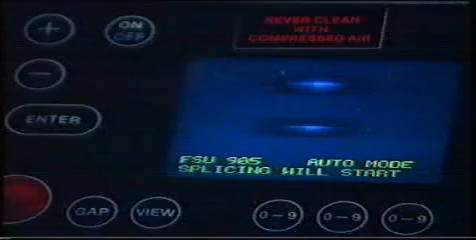 +
ON
OFF
NEVER CLEAN
WITH
COMPRESSED AIR
−
ENTER
FSU 905 AUTO MODE
SPLICING WILL START
GAP
VIEW
0-9
0-9
0-9